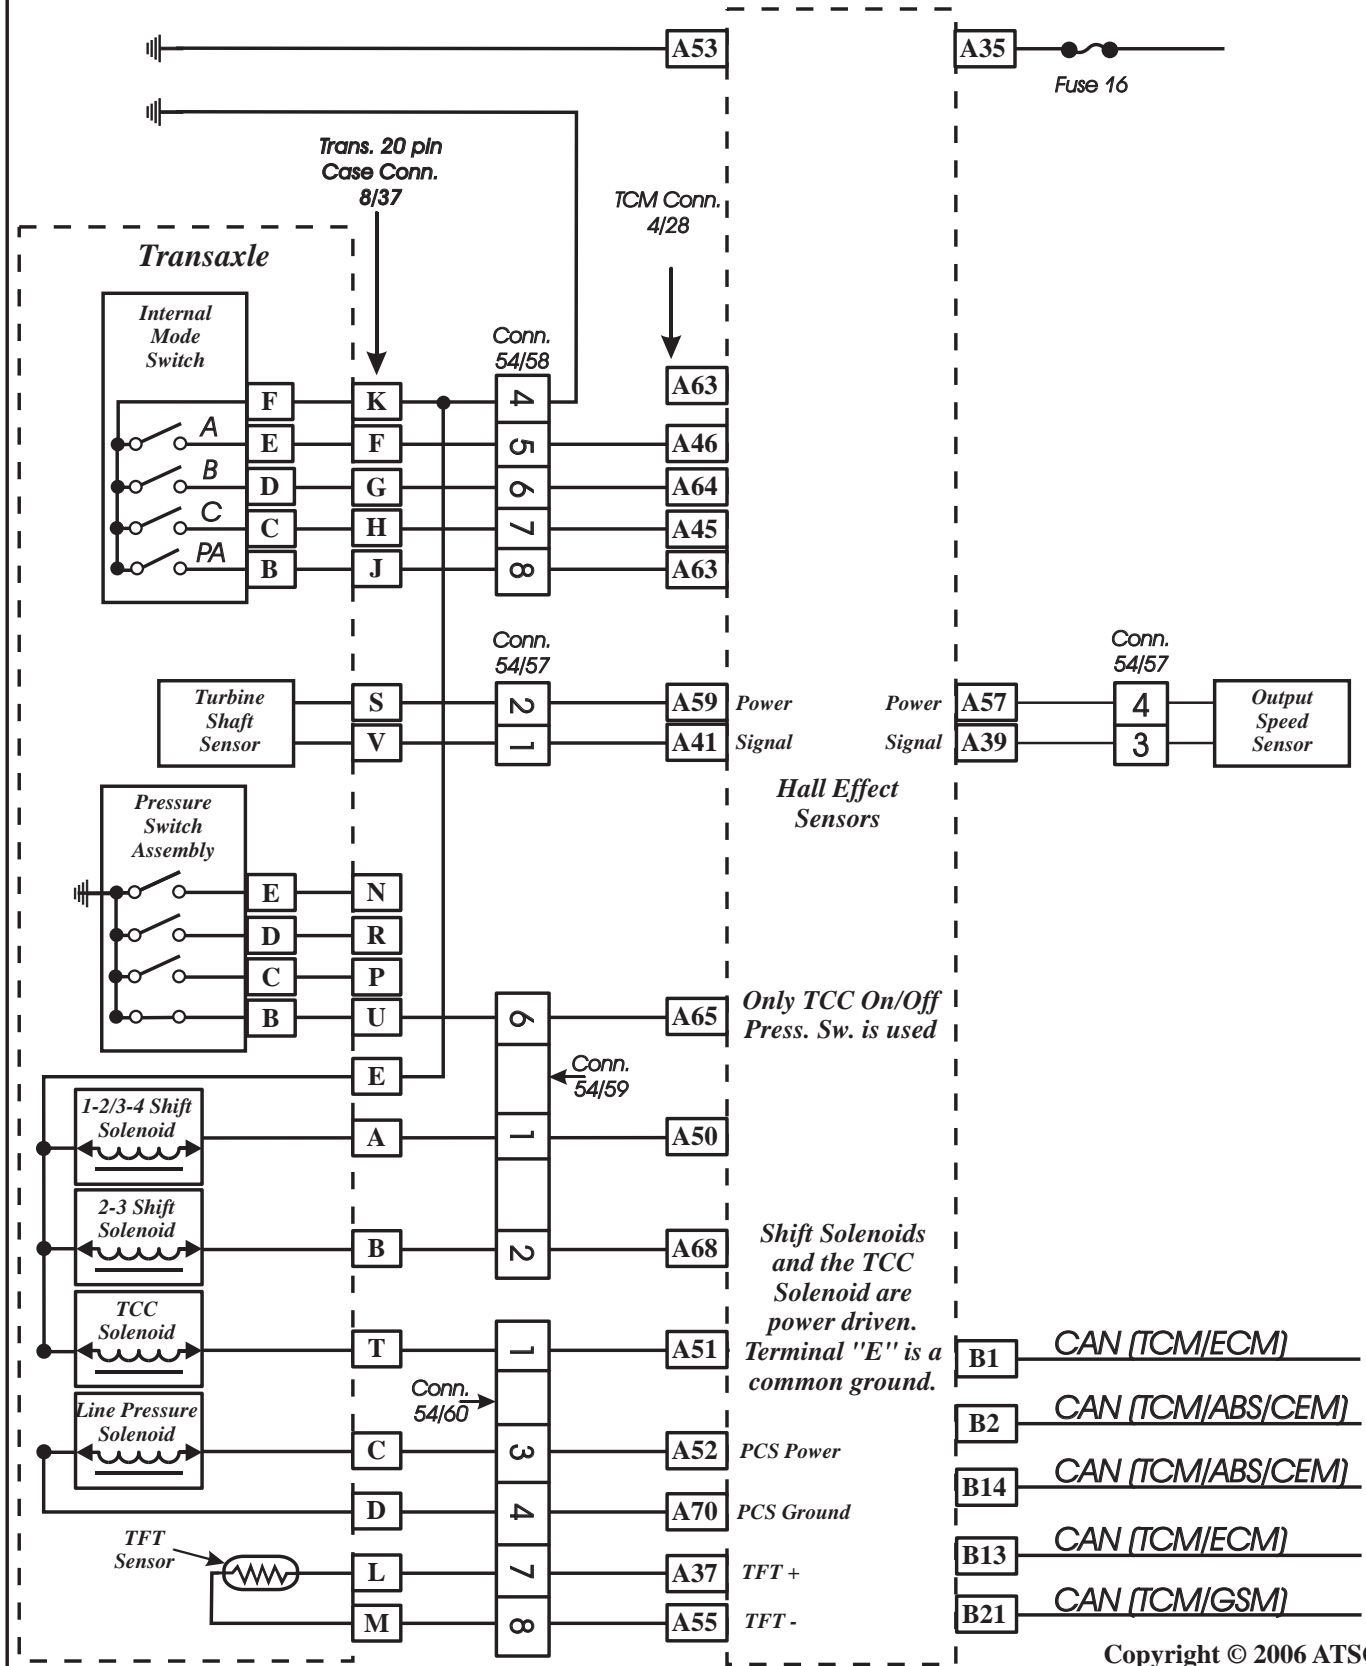 A53
A35
Fuse 16
Trans. 20 pin
Case Conn.
8/37
TCM Conn.
4/28
Transaxle
Internal
Mode
Switch
Conn.
54/58
A63
F K 4
A E F 5 A46
B D G 6 A64
C C H 7 A45
PA B J 8 A63
Conn.
54/57
Conn.
54/57
Turbine
Shaft
Sensor
S 2 A59 Power
V 1 A41 Signal
Power A57 4
Signal A39 3
Output
Speed
Sensor
Hall Effect
Sensors
Pressure
Switch
Assembly
E N
D R
C P
B U 6 A65
Only TCC On/Off
Press. Sw. is used
E
Conn.
54/59
1-2/3-4 Shift
Solenoid
A 1 A50
2-3 Shift
Solenoid
B 2 A68
Shift Solenoids
and the TCC
Solenoid are
power driven.
Terminal "E" is a
common ground.
TCC
Solenoid
T 1 A51
Conn.
54/60
Line Pressure
Solenoid
C 3 A52 PCS Power
D 4 A70 PCS Ground
TFT
Sensor
L 7 A37 TFT +
M 8 A55 TFT -
B1 CAN (TCM/ECM)
B2 CAN (TCM/ABS/CEM)
B14 CAN (TCM/ABS/CEM)
B13 CAN (TCM/ECM)
B21 CAN (TCM/GSM)
Copyright © 2006 ATSG